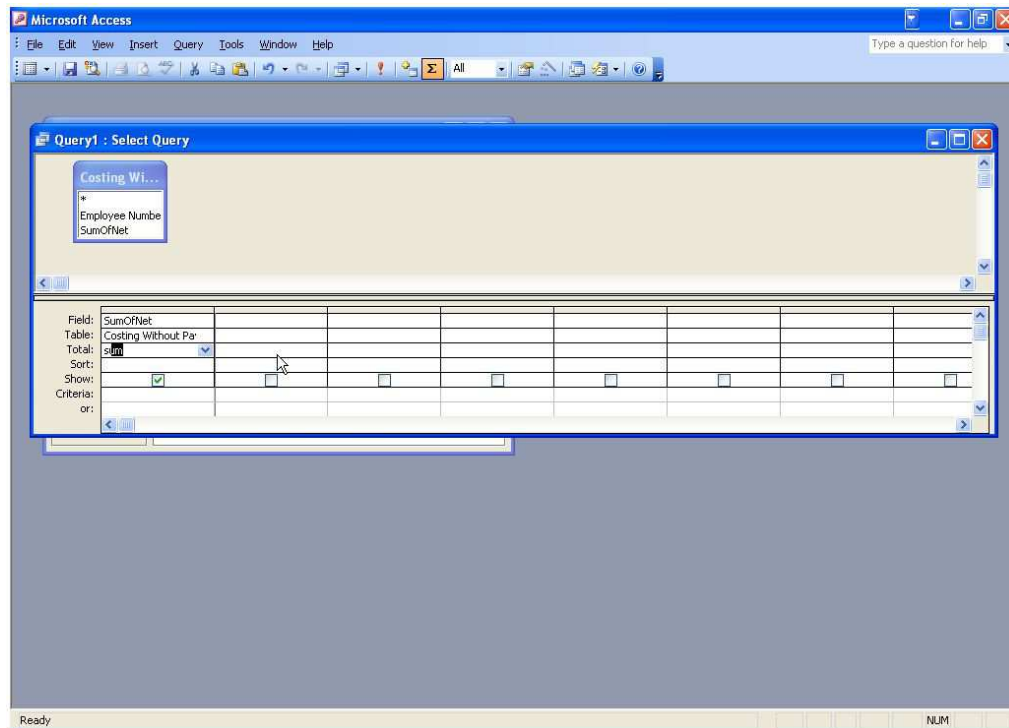 Microsoft Access
File Edit View Insert Query Tools Window Help
Type a question for help
All
Query1 : Select Query
Costing Wi...
*
Employee Numbe
SumOfNet
Field: SumOfNet
Table: Costing Without Pa
Total: sum
Sort:
Show:
Criteria:
or:
Ready
NUM